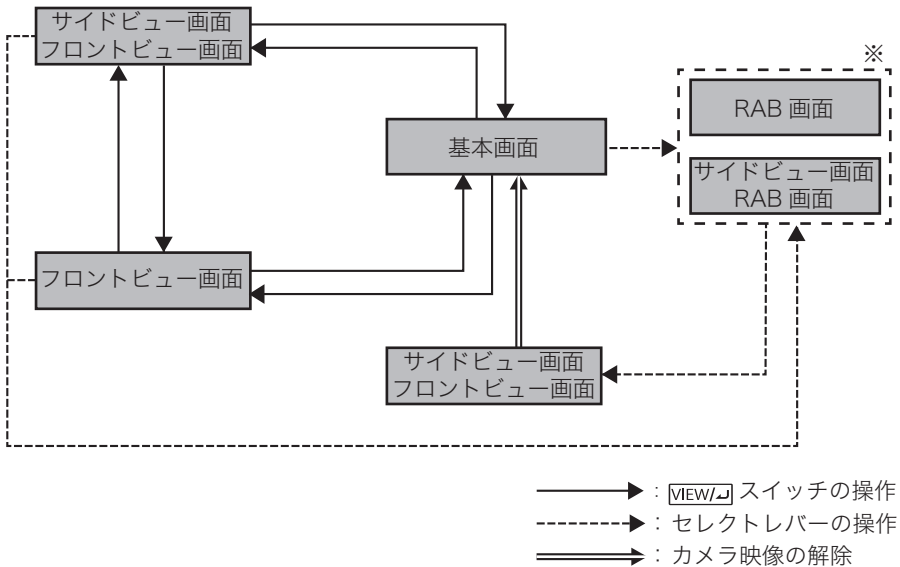 サイドビュー画面
フロントビュー画面
※
RAB 画面
基本画面
サイドビュー画面
RAB 画面
フロントビュー画面
サイドビュー画面
フロントビュー画面
: VIEW/⮠ スイッチの操作
: セレクトレバーの操作
: カメラ映像の解除